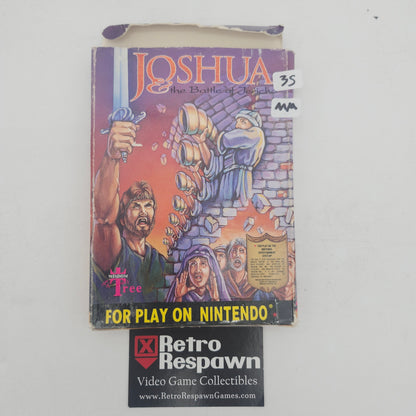 JOSHUA
& the Battle of Jericho
35
MM
WISDOM
Tree
FOR PLAY ON NINTENDO®
Retro
Respawn
Video Game Collectibles
www.RetroRespawnGames.com